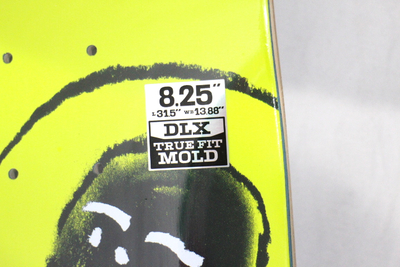 8.25"
L=31.5" WB=13.88"
DLX
TRUE FIT
MOLD